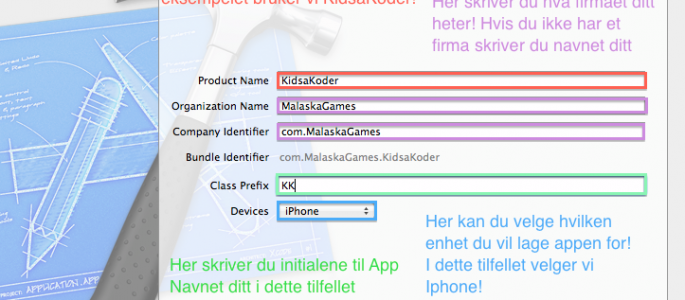 eksempelet bruker vi KidsaKoder!
Her skriver du hva firmaet ditt
heter! Hvis du ikke har et
firma skriver du navnet ditt
Product Name KidsaKoder
Organization Name MalaskaGames
Company Identifier com.MalaskaGames
Bundle Identifier com.MalaskaGames.KidsaKoder
Class Prefix KK
Devices iPhone
Her kan du velge hvilken
enhet du vil lage appen for!
I dette tilfellet velger vi
Iphone!
Her skriver du initialene til App
Navnet ditt i dette tilfellet
APPLICATION.APP